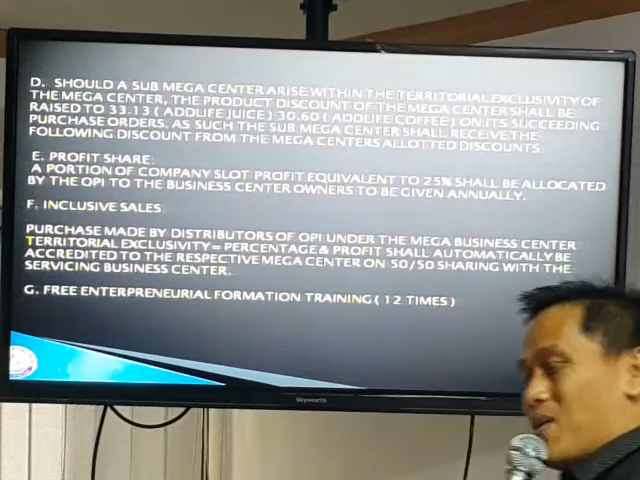 D. SHOULD A SUB MEGA CENTER ARISE WITHIN THE TERRITORIAL EXCLUSIVITY OF
THE MEGA CENTER, THE PRODUCT DISCOUNT OF THE MEGA CENTER SHALL BE
RAISED TO 33.13 ( ADDLIFE JUICE ) 30.60 ( ADDLIFE COFFEE ) ON ITS SUCCEEDING
PURCHASE ORDERS. AS SUCH THE SUB MEGA CENTER SHALL RECEIVE THE
FOLLOWING DISCOUNT FROM THE MEGA CENTERS ALLOTTED DISCOUNTS
E. PROFIT SHARE:
A PORTION OF COMPANY SLOT PROFIT EQUIVALENT TO 25% SHALL BE ALLOCATED
BY THE OPI TO THE BUSINESS CENTER OWNERS TO BE GIVEN ANNUALLY.
F. INCLUSIVE SALES
PURCHASE MADE BY DISTRIBUTORS OF OPI UNDER THE MEGA BUSINESS CENTER
TERRITORIAL EXCLUSIVITY = PERCENTAGE & PROFIT SHALL AUTOMATICALLY BE
ACCREDITED TO THE RESPECTIVE MEGA CENTER ON 50/50 SHARING WITH THE
SERVICING BUSINESS CENTER.
G. FREE ENTERPRENEURIAL FORMATION TRAINING ( 12 TIMES )
Skyworth